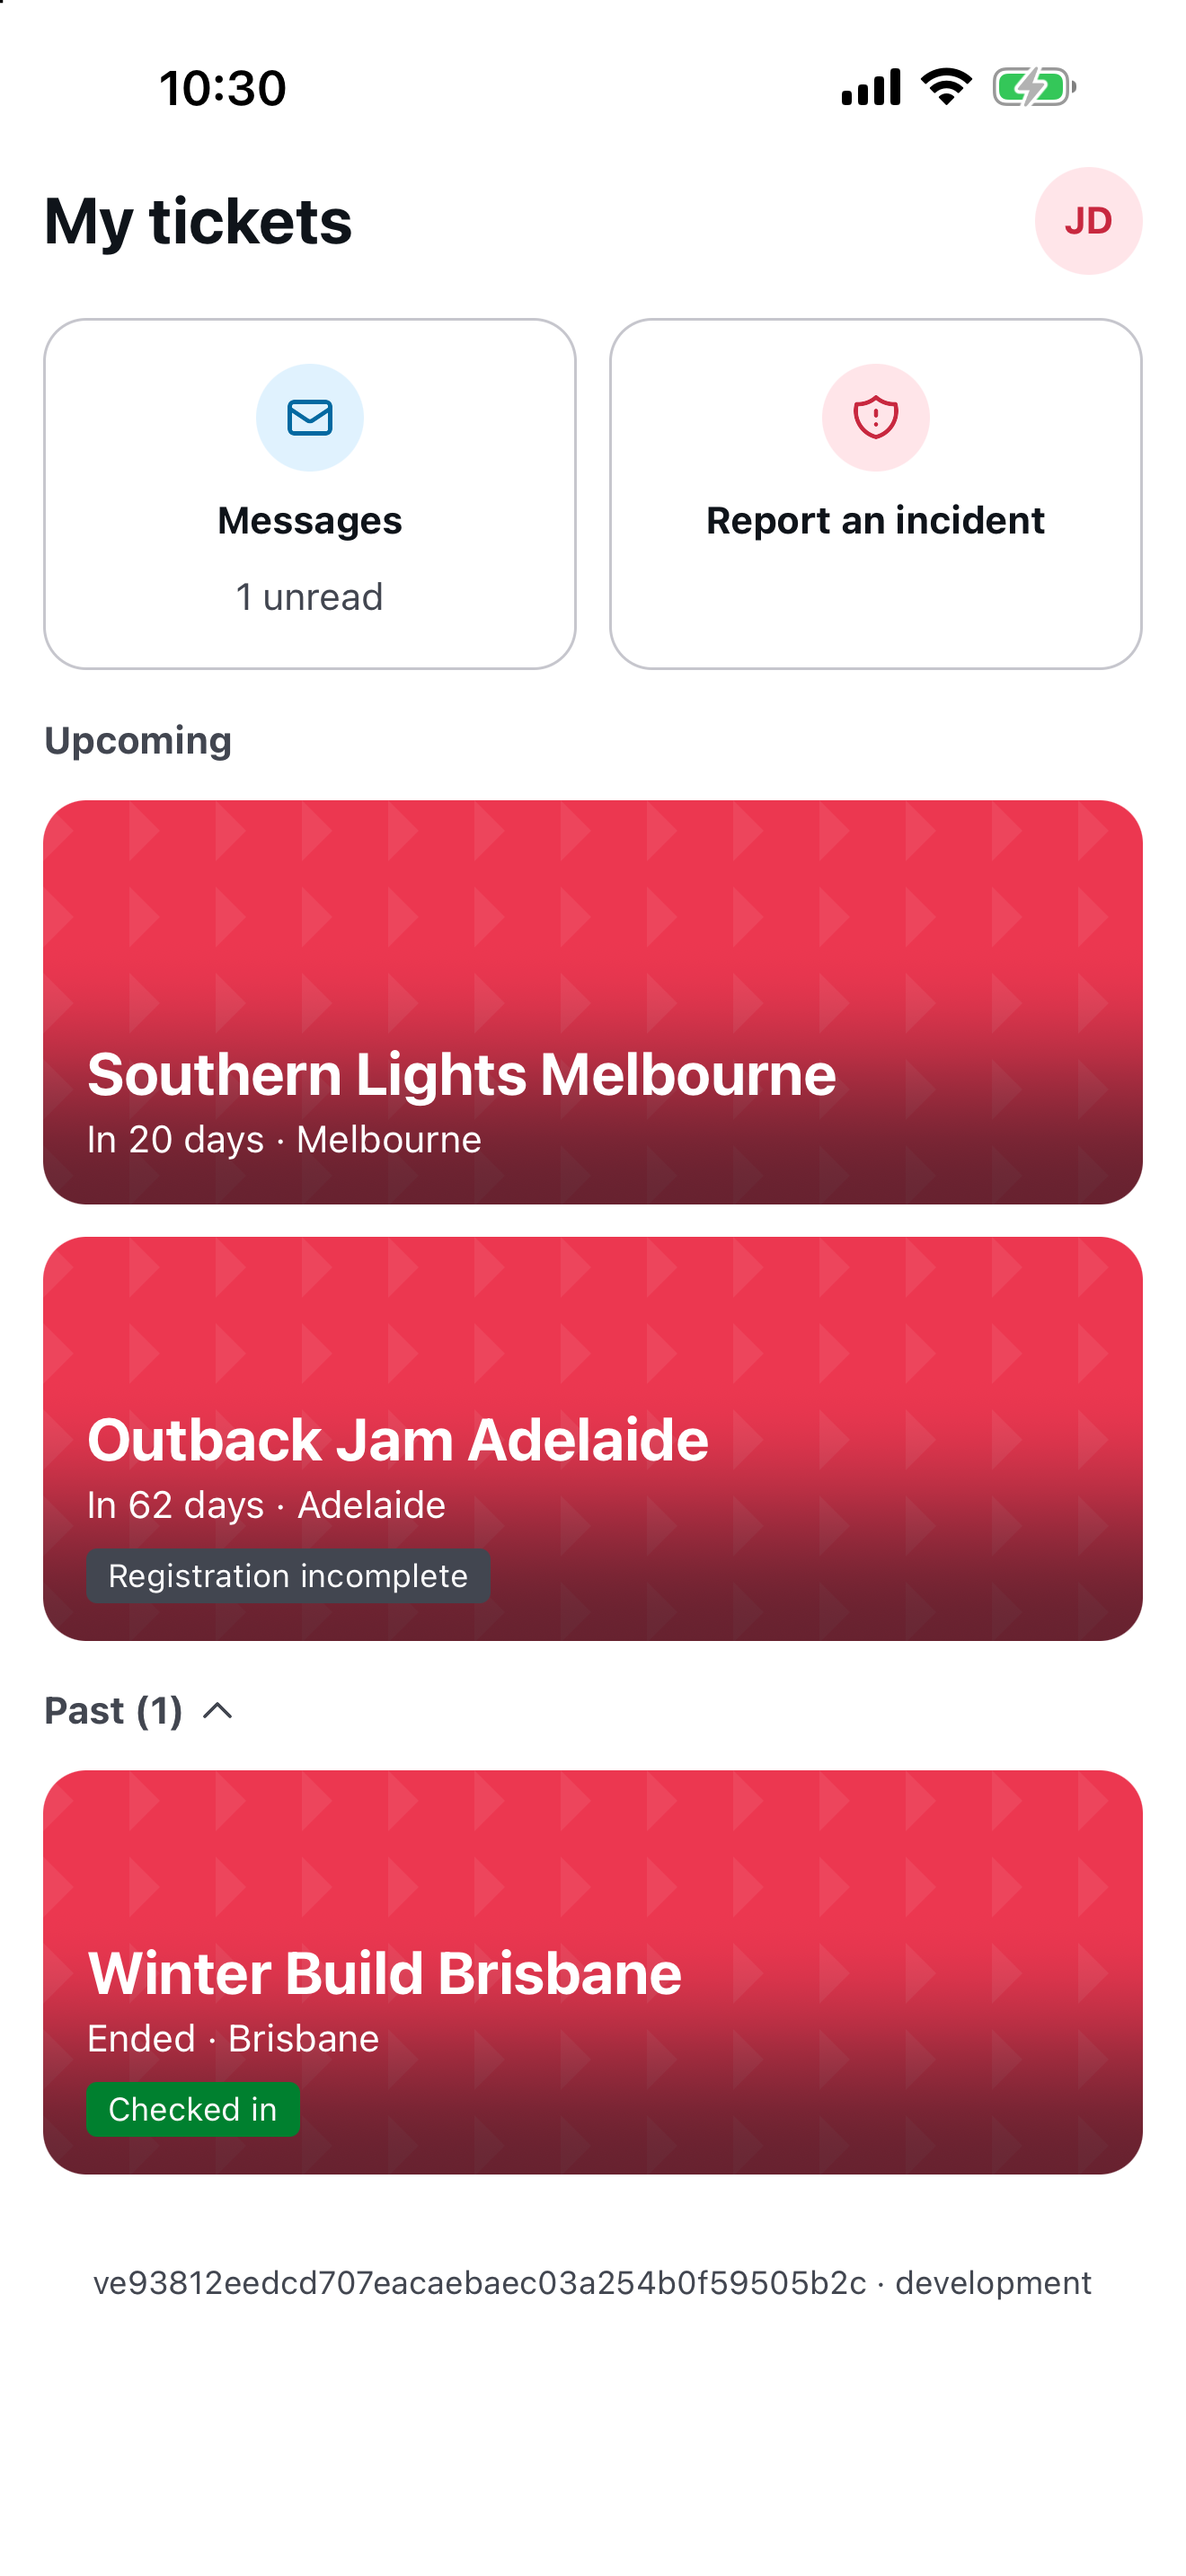 10:30
My tickets
JD
Messages
1 unread
Report an incident
Upcoming
Southern Lights Melbourne
In 20 days · Melbourne
Outback Jam Adelaide
In 62 days · Adelaide
Registration incomplete
Past (1)
Winter Build Brisbane
Ended · Brisbane
Checked in
ve93812eedcd707eacaebaec03a254b0f59505b2c · development